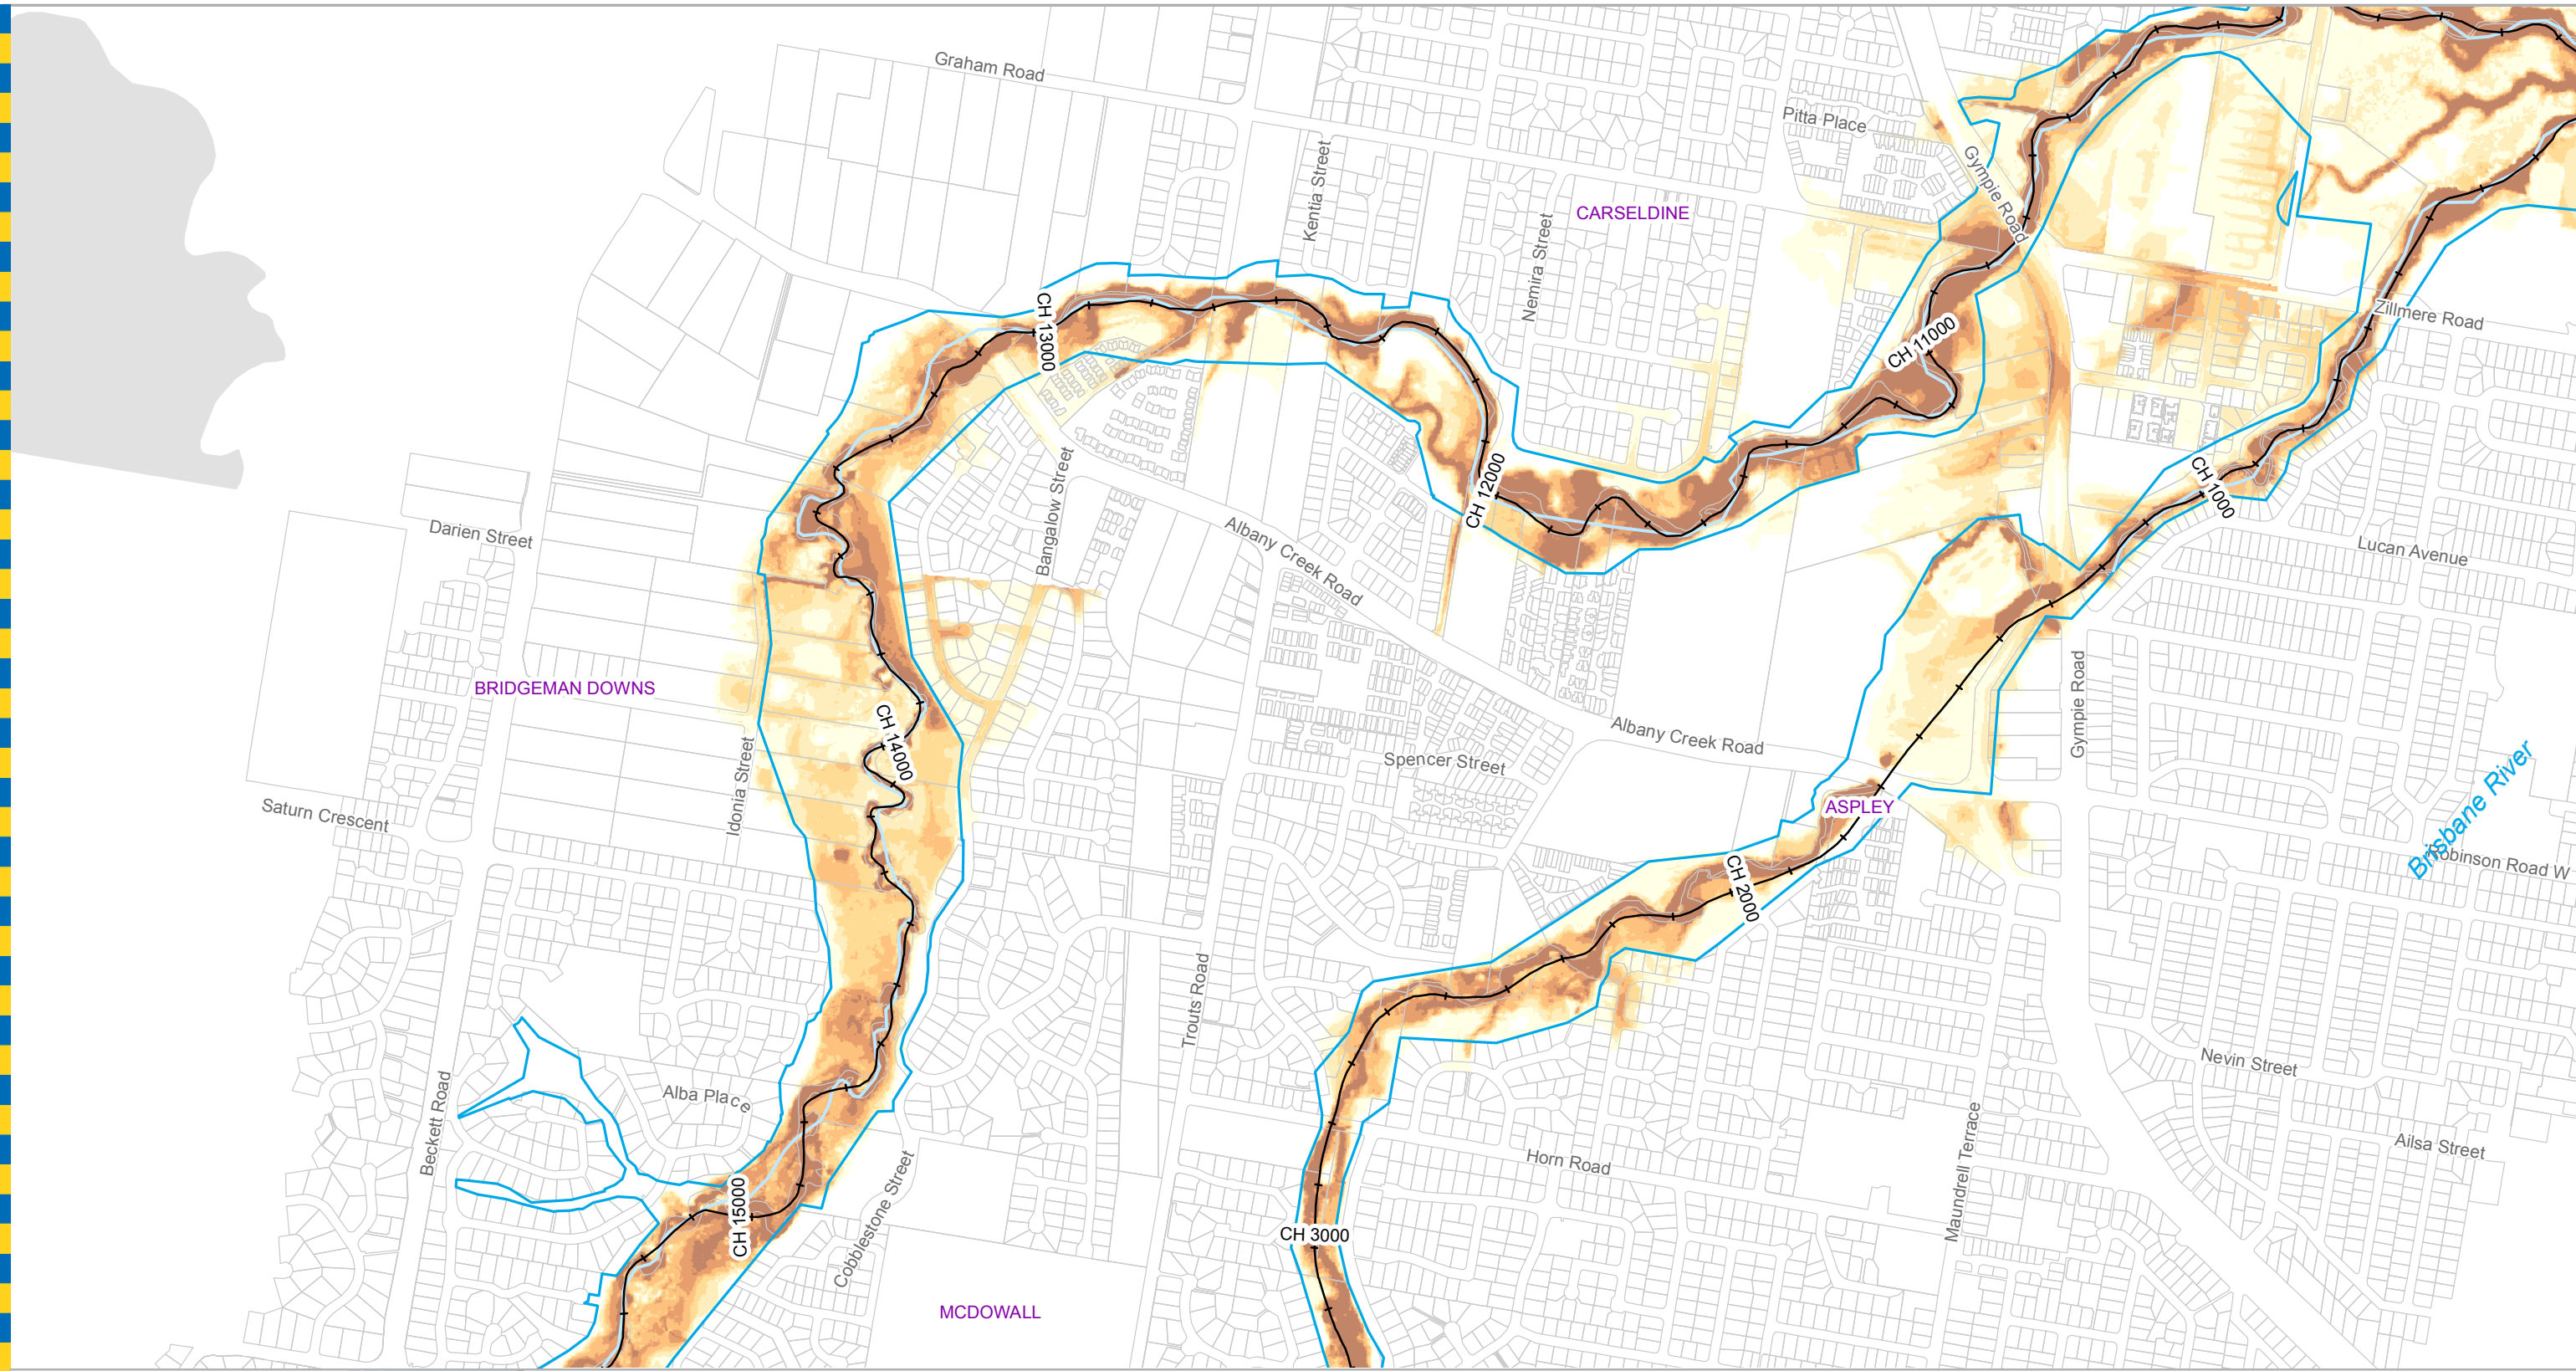 Graham Road
Pitta Place
Gympie Road
Kentia Street
CARSELDINE
Nemira Street
CH 13000
Zillmere Road
CH 11000
Bangalow Street
CH 12000
CH 1000
Darien Street
Albany Creek Road
Lucan Avenue
BRIDGEMAN DOWNS
Gympie Road
CH 14000
Albany Creek Road
Spencer Street
Idonia Street
Saturn Crescent
ASPLEY
Brisbane River
Robinson Road W
CH 2000
Trouts Road
Nevin Street
Alba Place
Beckett Road
Maundrell Terrace
Ailsa Street
Horn Road
CH 15000
Cobblestone Street
CH 3000
MCDOWALL